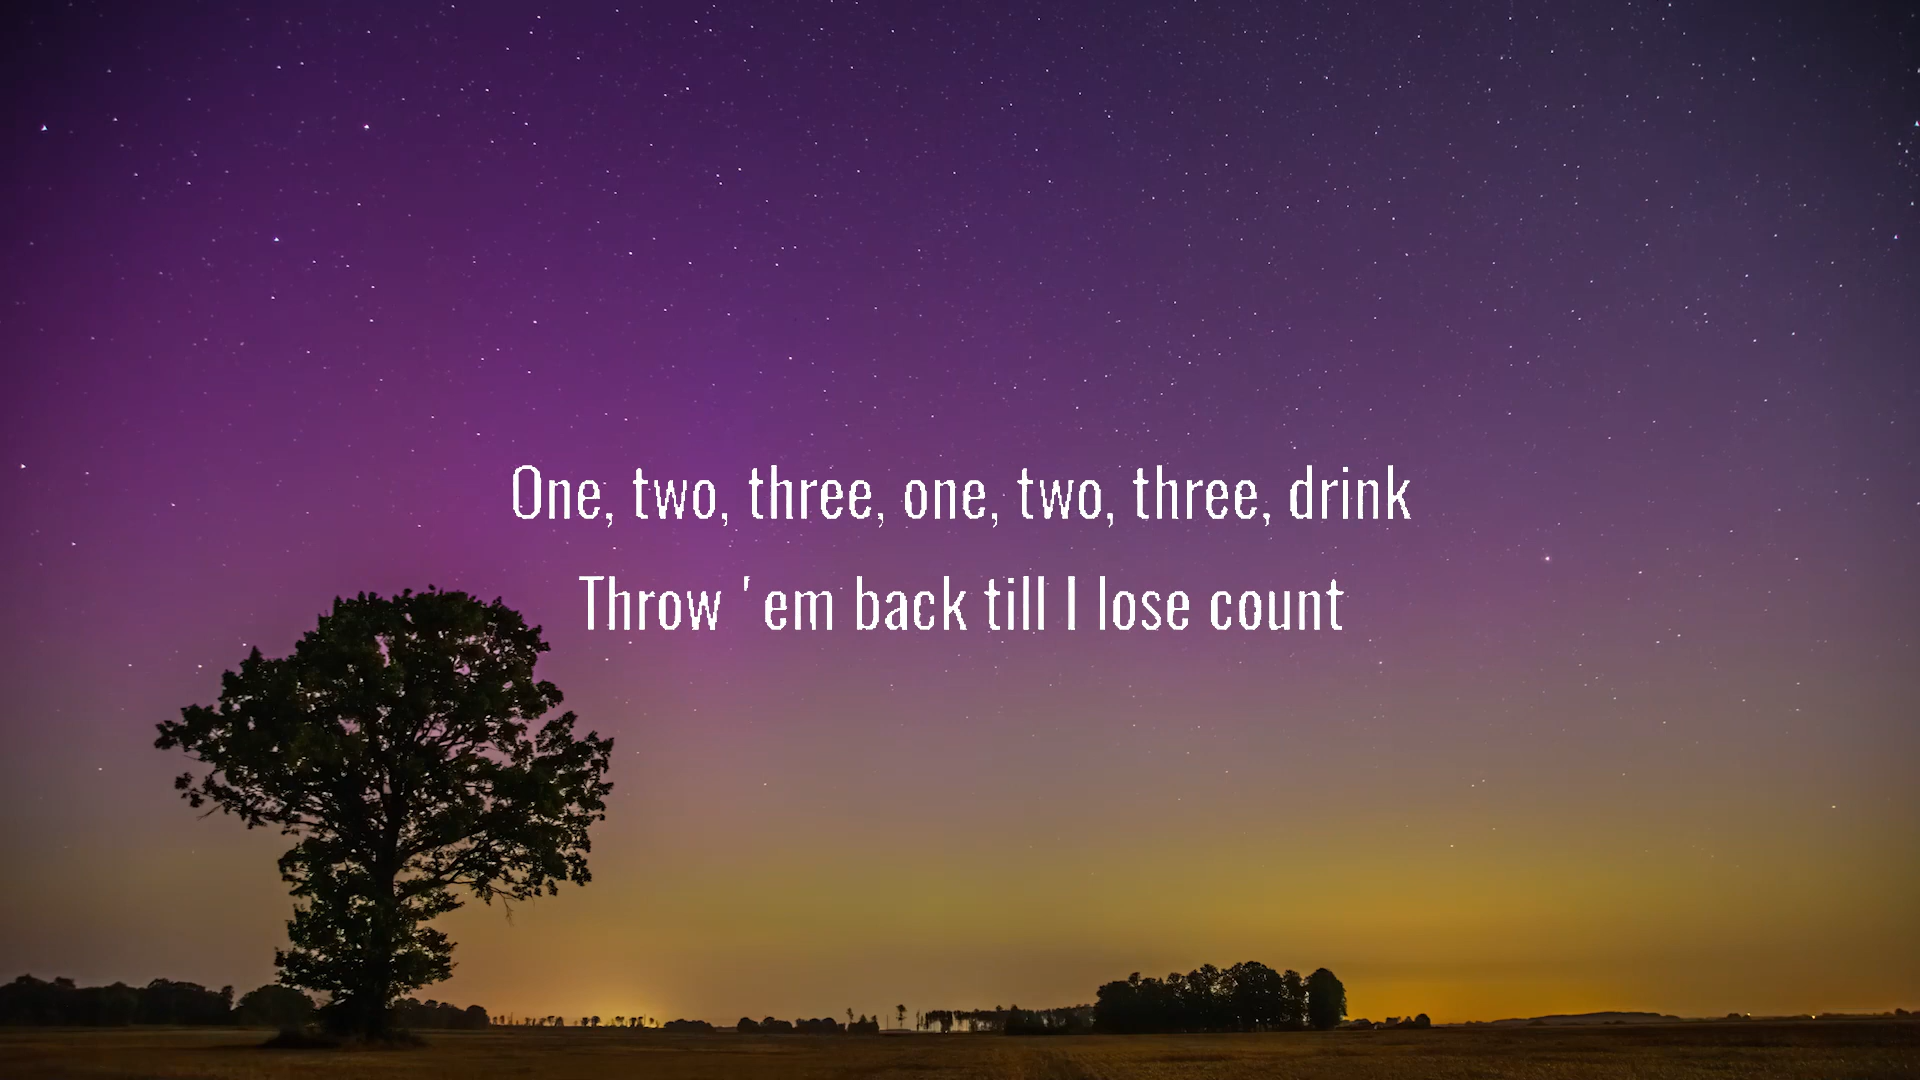 One, two, three, one, two, three, drink
Throw 'em back till I lose count